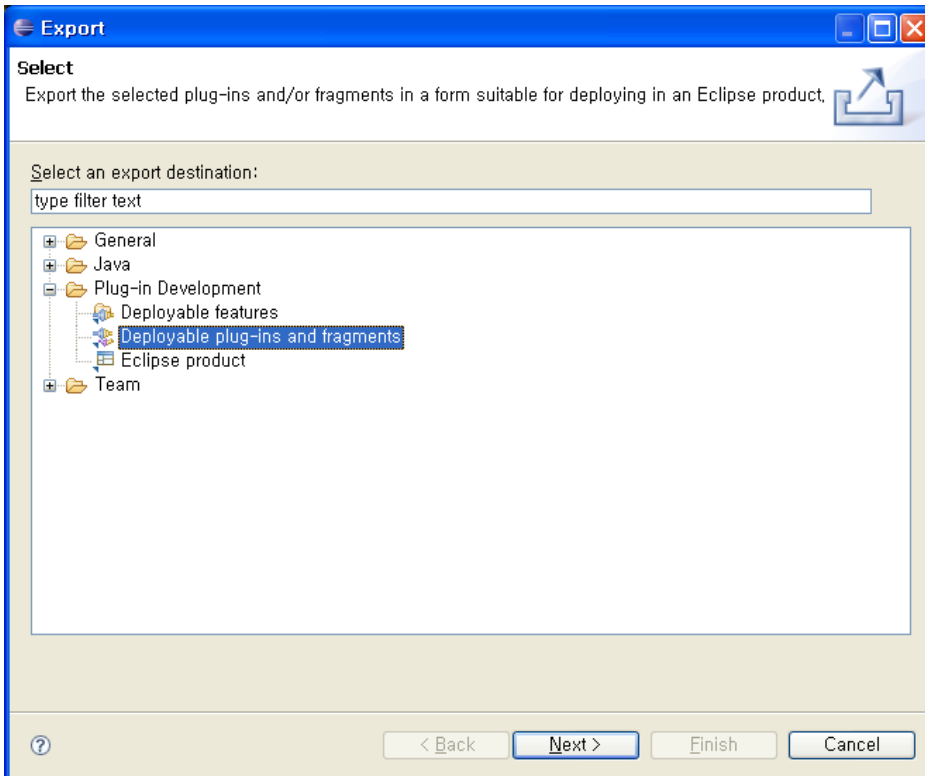 Export
Select
Export the selected plug-ins and/or fragments in a form suitable for deploying in an Eclipse product,
Select an export destination:
type filter text
General
Java
Plug-in Development
Deployable features
Deployable plug-ins and fragments
Eclipse product
Team
< Back Next > Finish Cancel